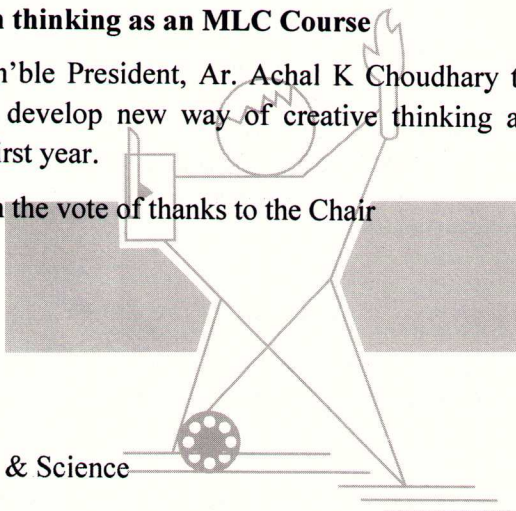 thinking as an MLC Course
n'ble President, Ar. Achal K Choudhary
develop new way of creative thinking
irst year.
the vote of thanks to the Chair
& Science